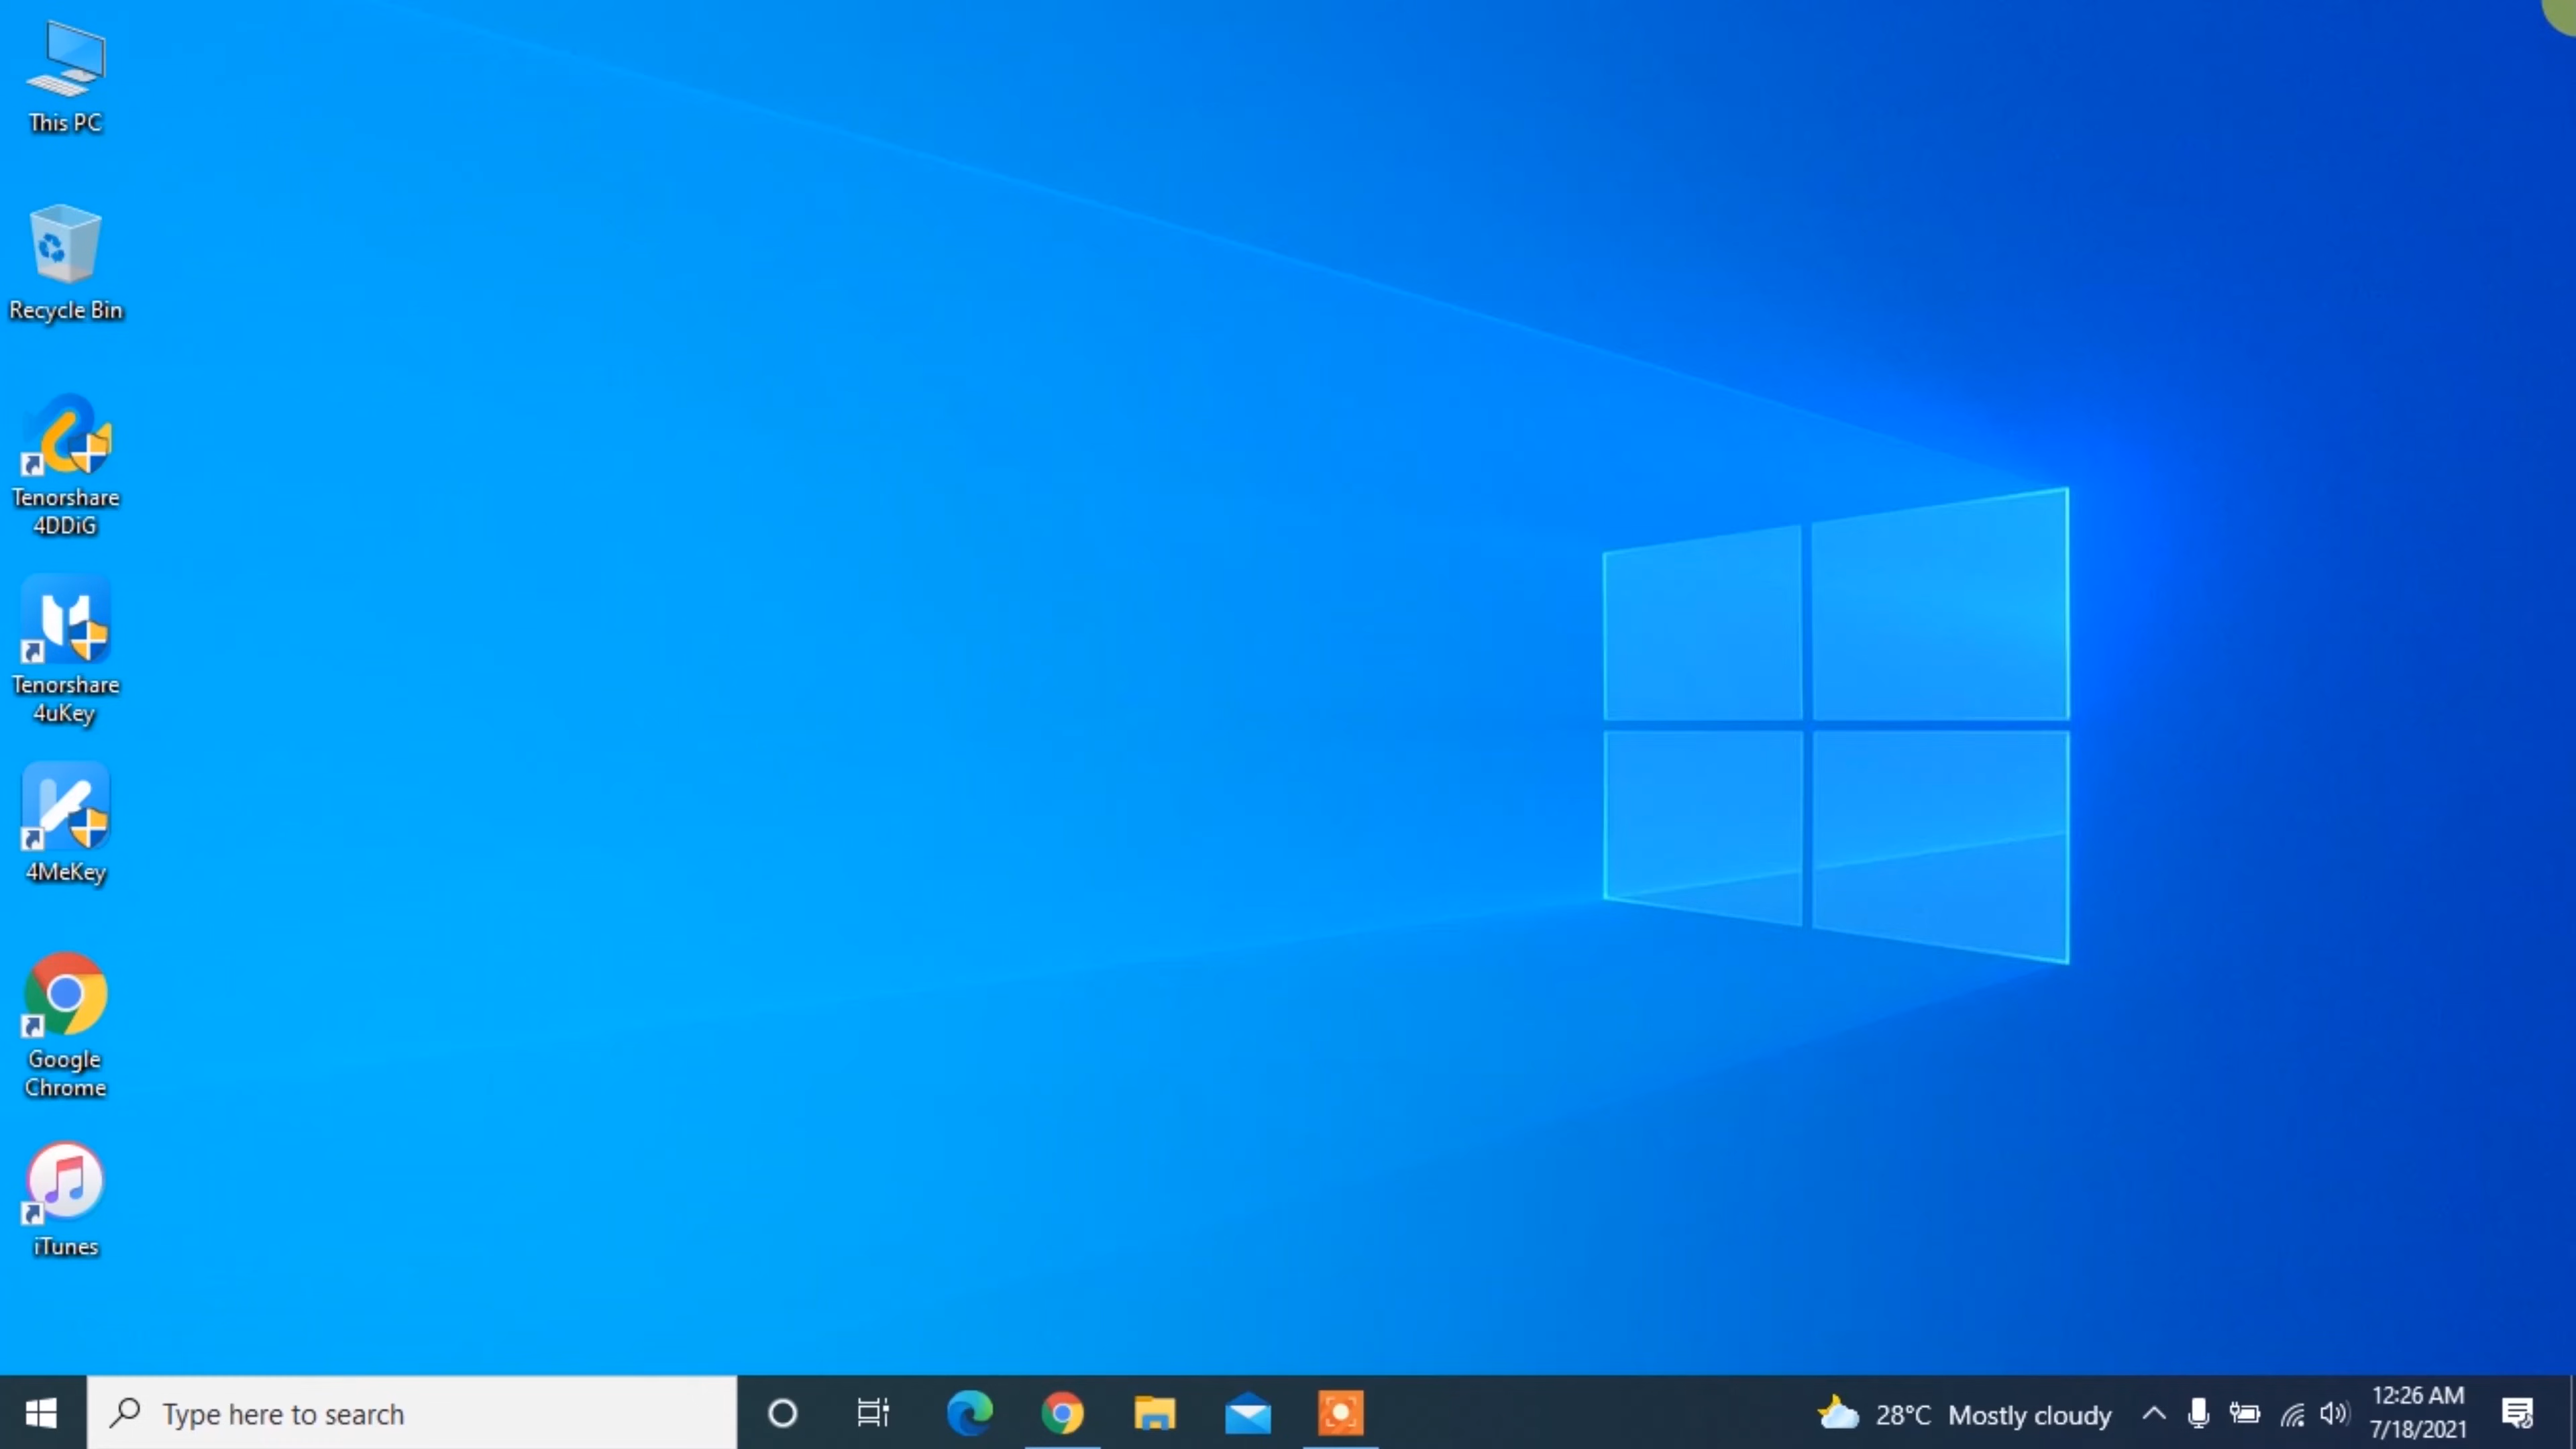 This PC
Recycle Bin
Tenorshare
4DDiG
Tenorshare
4uKey
4MeKey
Google
Chrome
iTunes
Type here to search
28°C Mostly cloudy
12:26 AM
7/18/2021